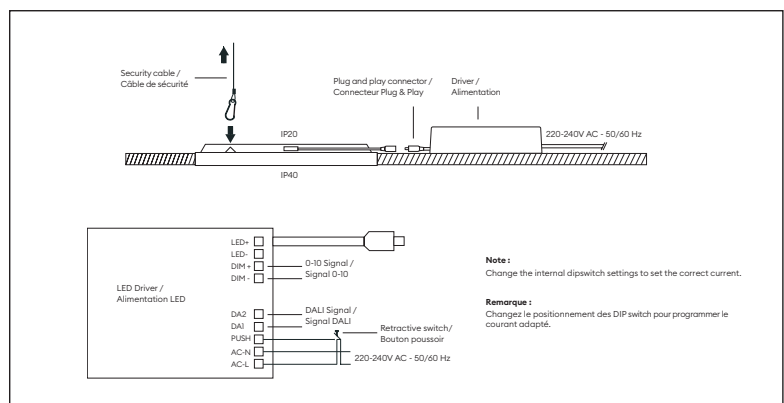 Security cable /
Câble de sécurité
Plug and play connector /
Connecteur Plug & Play
Driver /
Alimentation
220-240V AC - 50/60 Hz
IP20
IP40
LED Driver /
Alimentation LED
LED+
LED-
DIM +
DIM -
DA2
DA1
PUSH
AC-N
AC-L
0-10 Signal /
Signal 0-10
DALI Signal /
Signal DALI
Retractive switch/
Bouton poussoir
220-240V AC - 50/60 Hz
Note :
Change the internal dipswitch settings to set the correct current.
Remarque :
Changez le positionnement des DIP switch pour programmer le
courant adapté.